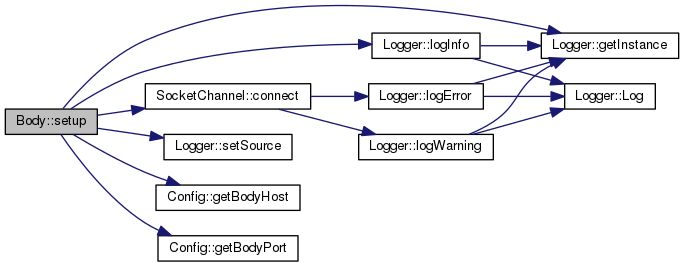 Body::setup
Logger::logInfo
Logger::getInstance
SocketChannel::connect
Logger::logError
Logger::Log
Logger::setSource
Logger::logWarning
Config::getBodyHost
Config::getBodyPort